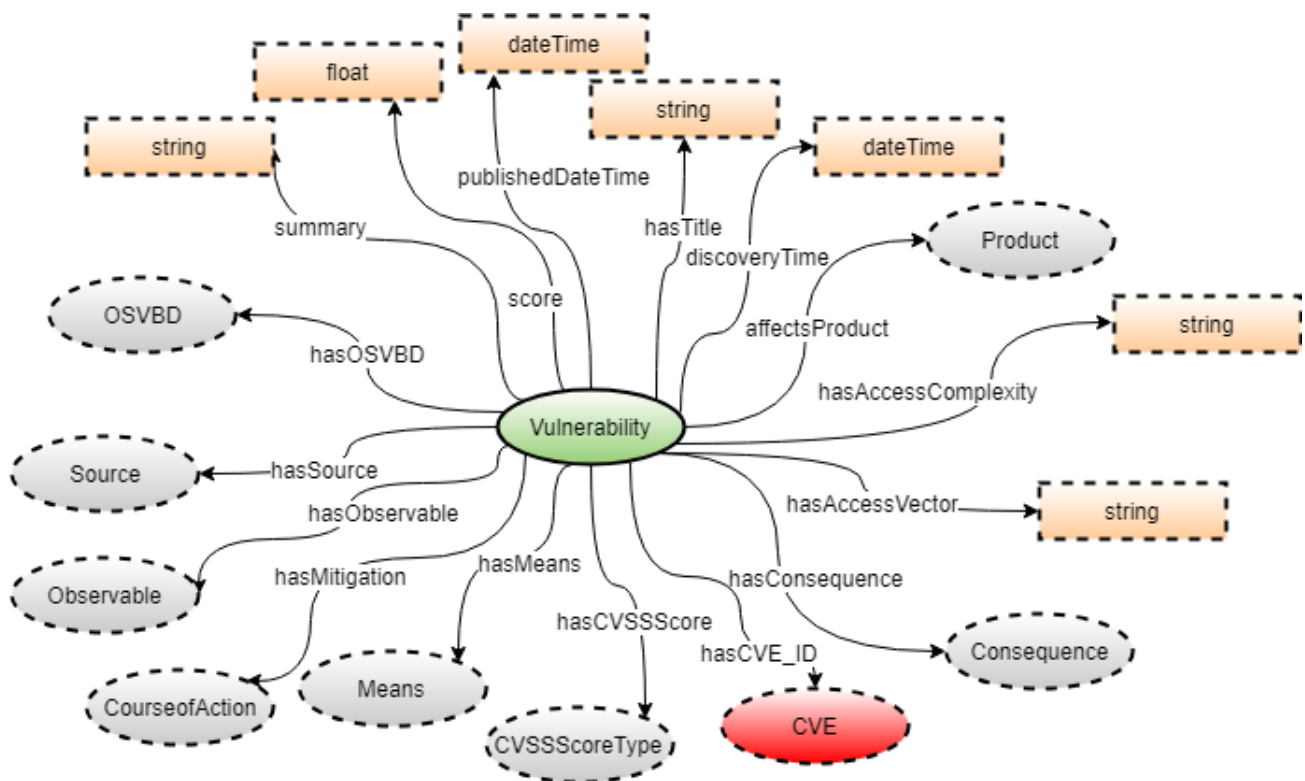 dateTime
float
string
string
dateTime
publishedDateTime
summary
hasTitle
Product
discoveryTime
score
OSVBD
affectsProduct
string
hasOSVBD
hasAccessComplexity
Vulnerability
Source
hasSource
hasAccessVector
string
hasObservable
hasMitigation
hasMeans
hasConsequence
Observable
hasCVSSScore
hasCVE_ID
Consequence
Means
CourseofAction
CVE
CVSSScoreType